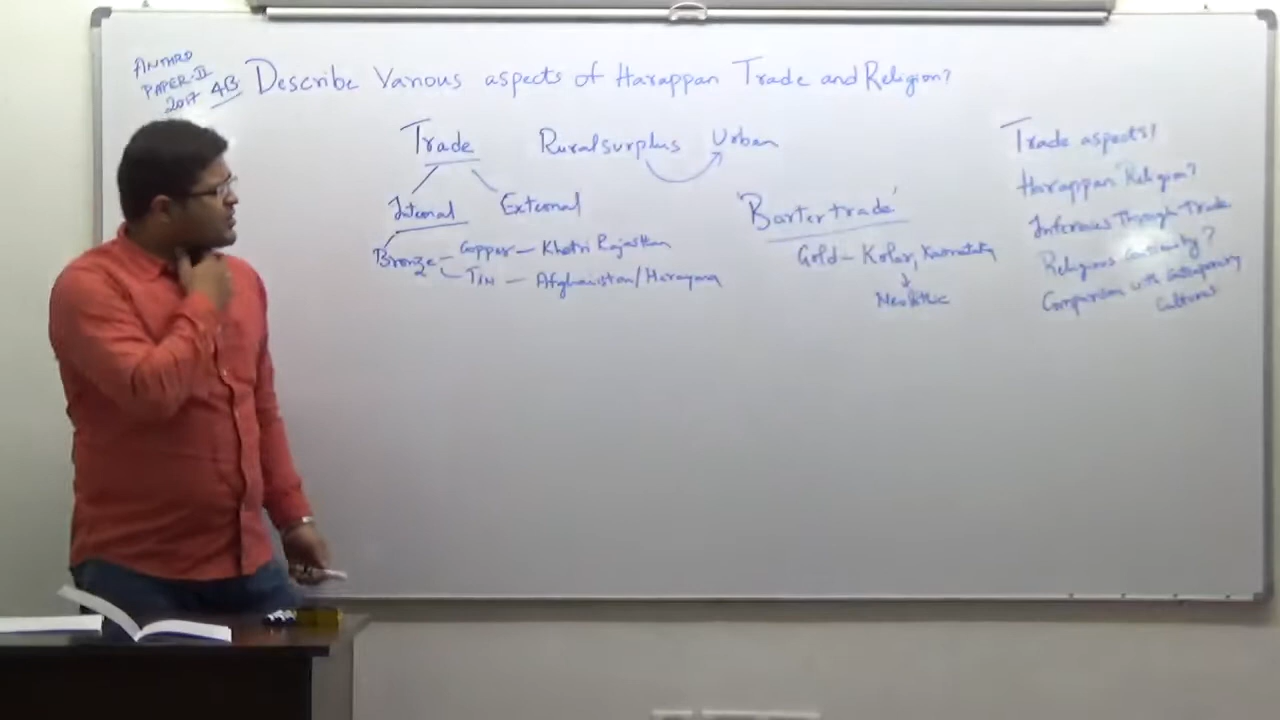 ANTHRO
PAPER-II
2017 4B Describe Various aspects of Harappan Trade and Religion?
Trade Rural surplus Urban
Internal External
Bronze - Copper - Khetri Rajasthan
TIN - Afghanistan/Harayana
'Barter trade'
Gold - Kolar, Karnataka
Neolithic
Trade aspects?
Harappan Religion?
Inferences Through Trade
Religious Continuity?
Comparison with Contemporary
Cultures